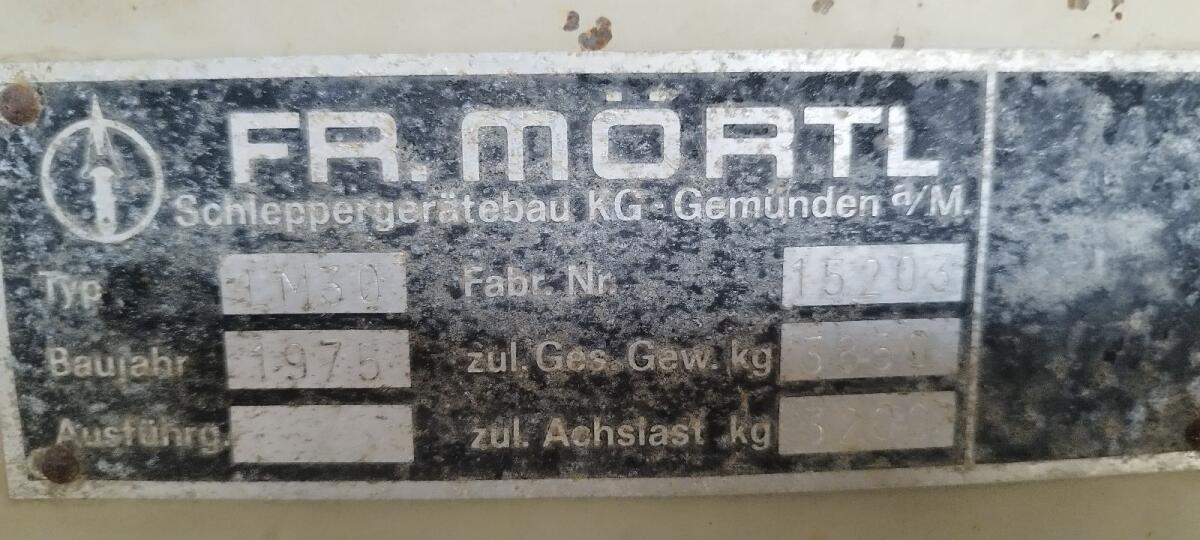 FR. MÖRTL
Schleppergerätebau KG · Gemünden a/M.
Typ LM30 Fabr. Nr. 15203
Baujahr 1975 zul. Ges. Gew. kg
Ausführg. zul. Achslast kg